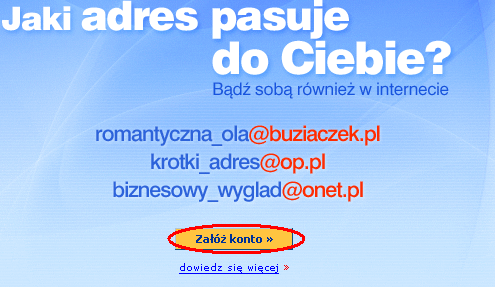 Jaki adres pasuje
do Ciebie?
Bądź sobą również w internecie
romantyczna_ola@buziaczek.pl
krotki_adres@op.pl
biznesowy_wyglad@onet.pl
Załóż konto »
dowiedz się więcej »